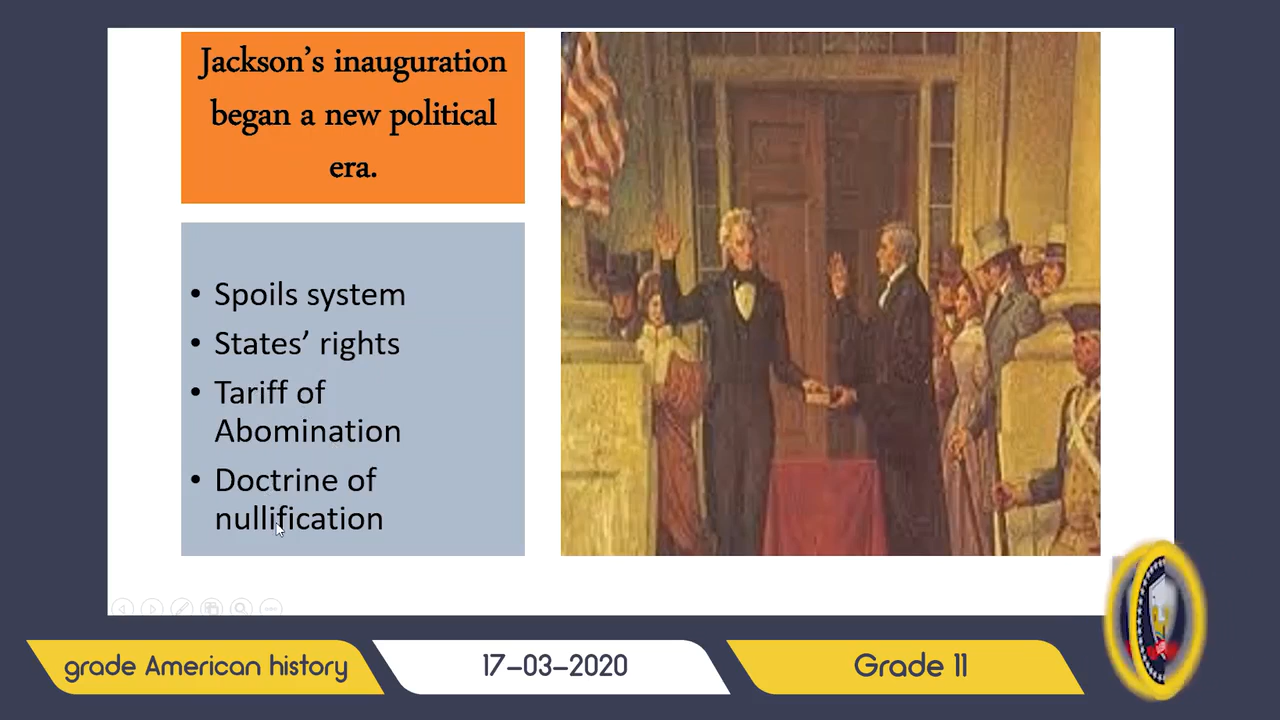 Jackson’s inauguration
began a new political
era.
• Spoils system
• States’ rights
• Tariff of
Abomination
• Doctrine of
nullification
grade American history
17-03-2020
Grade 11